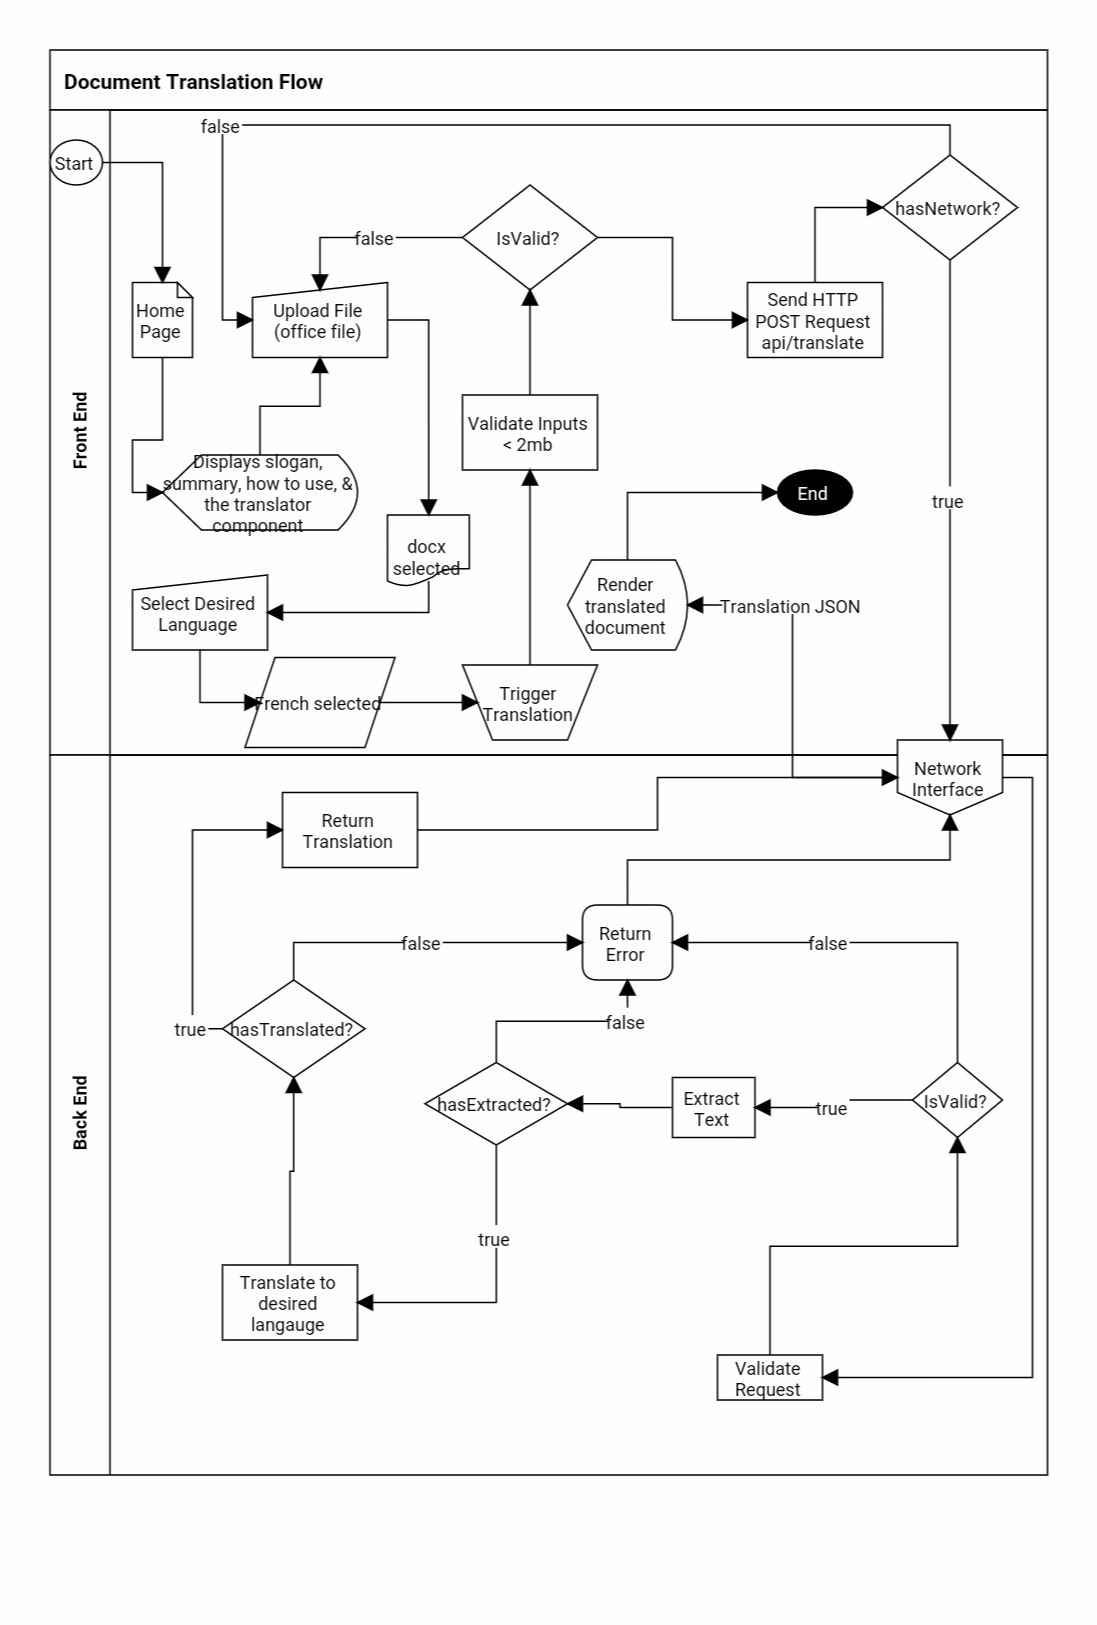 Document Translation Flow
false
Start
hasNetwork?
IsValid?
false
Home
Page
Upload File
(office file)
Send HTTP
POST Request
api/translate
Front End
Validate Inputs
< 2mb
Displays slogan,
summary, how to use, &
the translator
component
End
true
docx
selected
Render
translated
document
Translation JSON
Select Desired
Language
French selected
Trigger
Translation
Network
Interface
Return
Translation
Return
Error
false
false
true
hasTranslated?
false
Back End
hasExtracted?
Extract
Text
true
IsValid?
true
Translate to
desired
langauge
Validate
Request